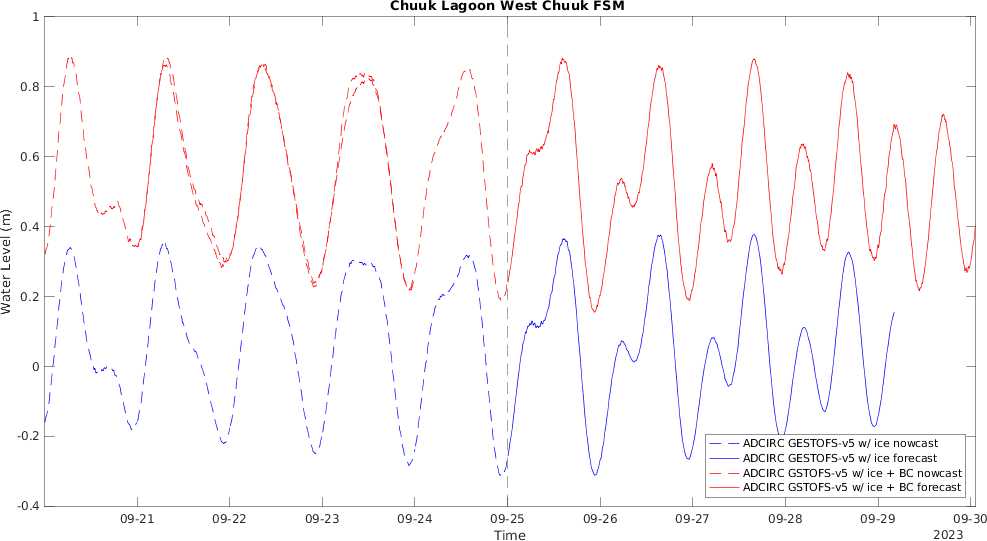 Chuuk Lagoon West Chuuk FSM
1
0.8
0.6
0.4
0.2
0
-0.2
-0.4
Water Level (m)
ADCIRC GESTOFS-v5 w/ ice nowcast
ADCIRC GESTOFS-v5 w/ ice forecast
ADCIRC GSTOFS-v5 w/ ice + BC nowcast
ADCIRC GSTOFS-v5 w/ ice + BC forecast
09-21 09-22 09-23 09-24 09-25 09-26 09-27 09-28 09-29 09-30
Time
2023